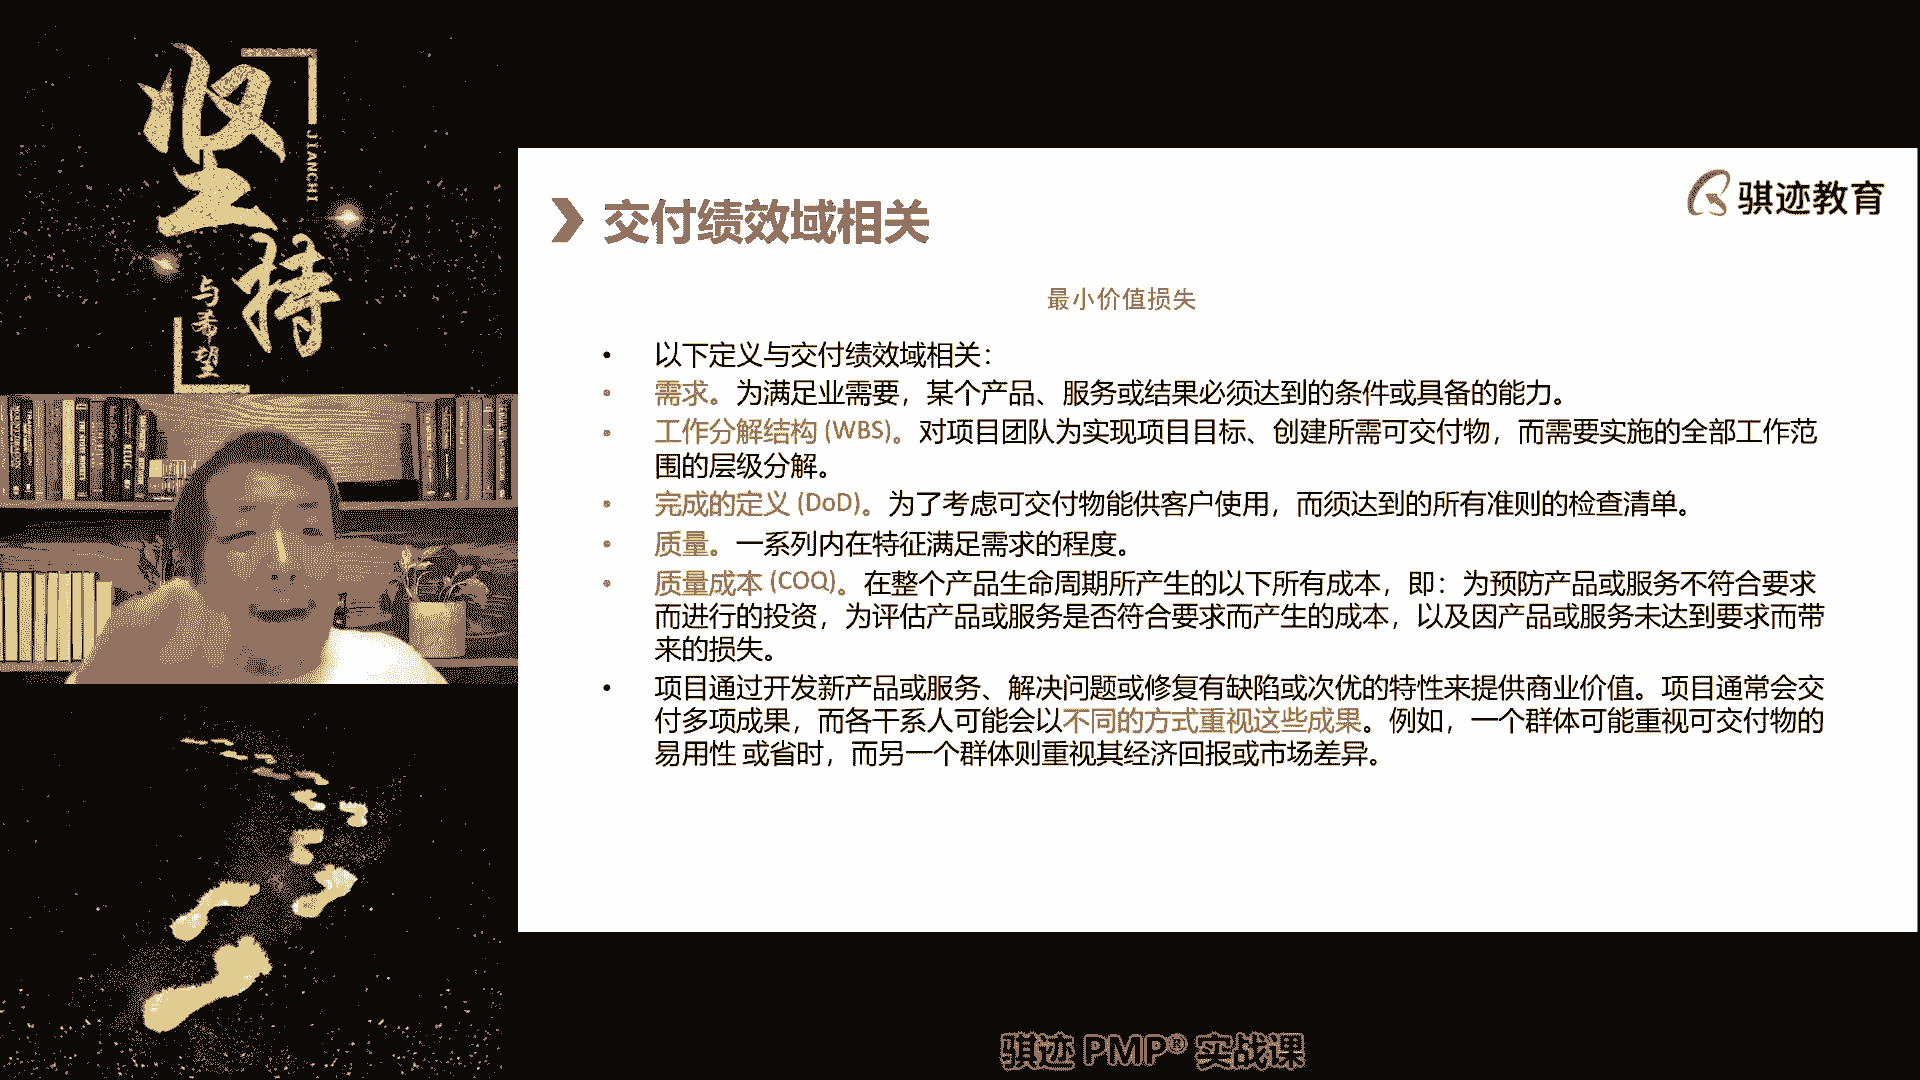 坚持
JIANCHI
与希望
骐迹教育
交付绩效域相关
最小价值损失
• 以下定义与交付绩效域相关：
• 需求。为满足业需要，某个产品、服务或结果必须达到的条件或具备的能力。
• 工作分解结构 (WBS)。对项目团队为实现项目目标、创建所需可交付物，而需要实施的全部工作范
围的层级分解。
• 完成的定义 (DoD)。为了考虑可交付物能供客户使用，而须达到的所有准则的检查清单。
• 质量。一系列内在特征满足需求的程度。
• 质量成本 (COQ)。在整个产品生命周期所产生的以下所有成本，即：为预防产品或服务不符合要求
而进行的投资，为评估产品或服务是否符合要求而产生的成本，以及因产品或服务未达到要求而带
来的损失。
• 项目通过开发新产品或服务、解决问题或修复有缺陷或次优的特性来提供商业价值。项目通常会交
付多项成果，而各干系人可能会以不同的方式重视这些成果。例如，一个群体可能重视可交付物的
易用性 或省时，而另一个群体则重视其经济回报或市场差异。
骐迹 PMP® 实战课